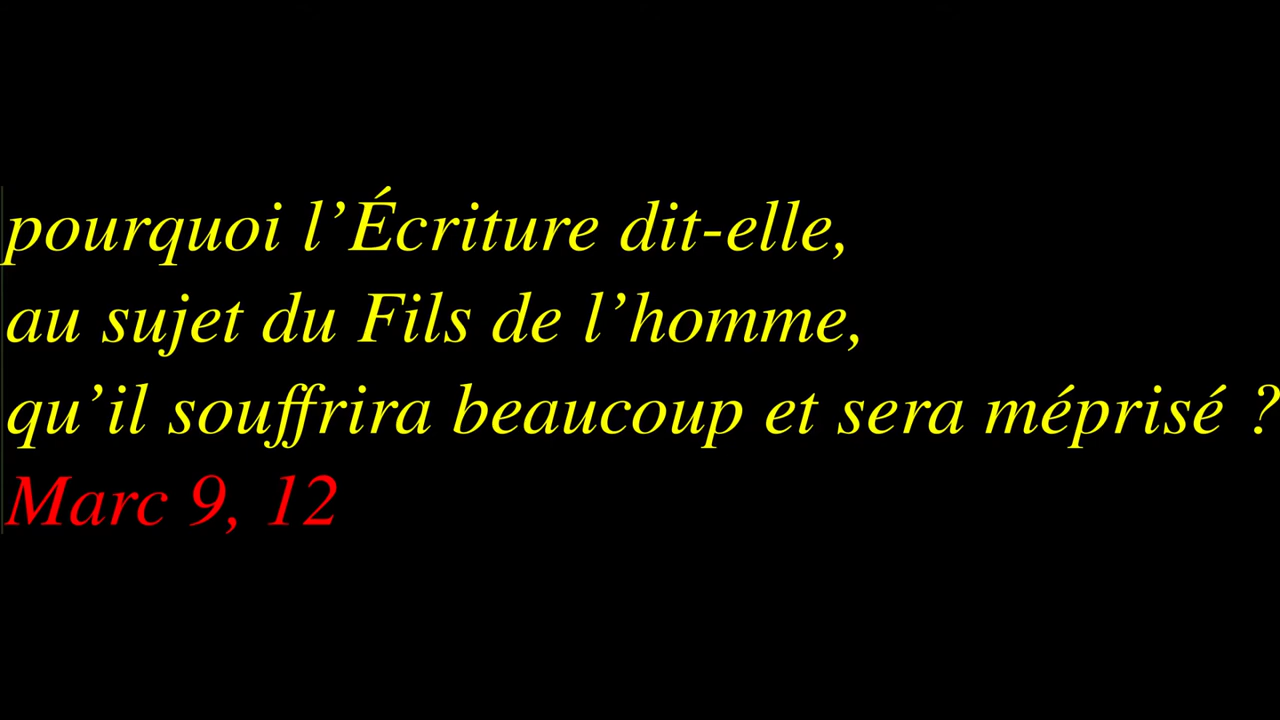 pourquoi l’Écriture dit-elle,
au sujet du Fils de l’homme,
qu’il souffrira beaucoup et sera méprisé ?
Marc 9, 12